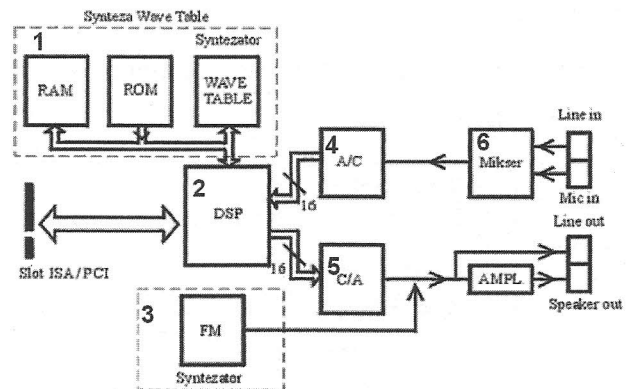 Synteza Wave Table
1
Syntezator
RAM
ROM
WAVE
TABLE
Line in
4
A/C
6
Mikser
2
DSP
16
Mic in
Line out
Slot ISA/PCI
16
5
C/A
AMPL.
Speaker out
3
FM
Syntezator